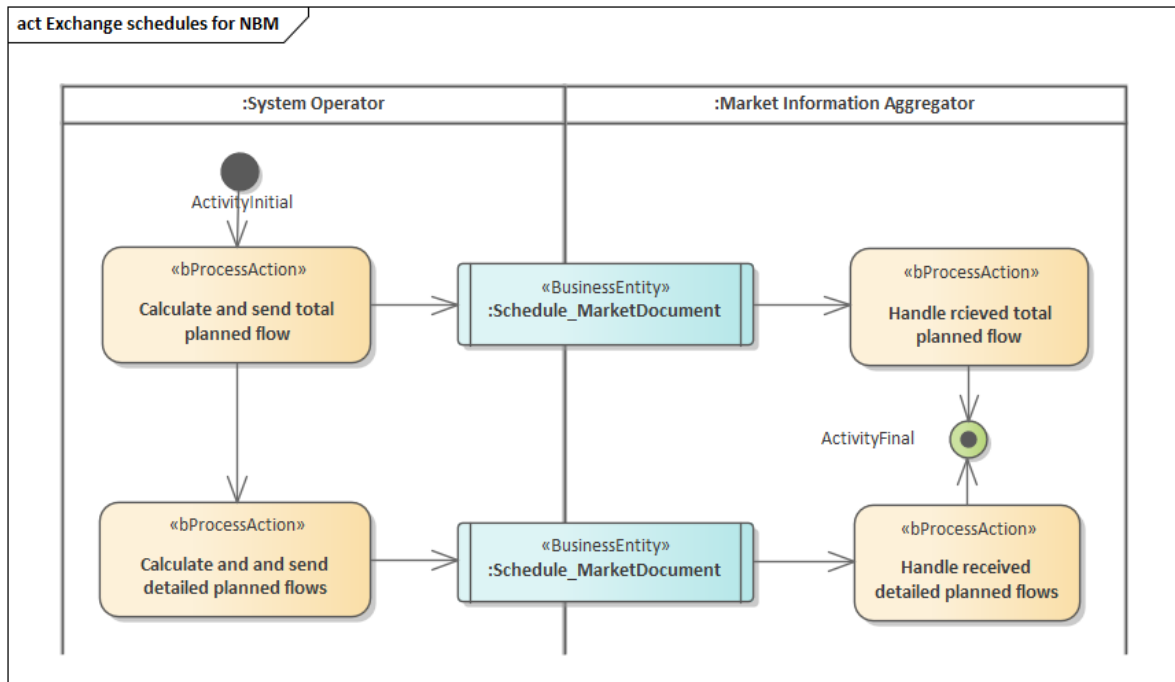 act Exchange schedules for NBM
:System Operator
:Market Information Aggregator
ActivityInitial
«bProcessAction»
Calculate and send total
planned flow
«BusinessEntity»
:Schedule_MarketDocument
«bProcessAction»
Handle rcieved total
planned flow
ActivityFinal
«bProcessAction»
Calculate and and send
detailed planned flows
«BusinessEntity»
:Schedule_MarketDocument
«bProcessAction»
Handle received
detailed planned flows